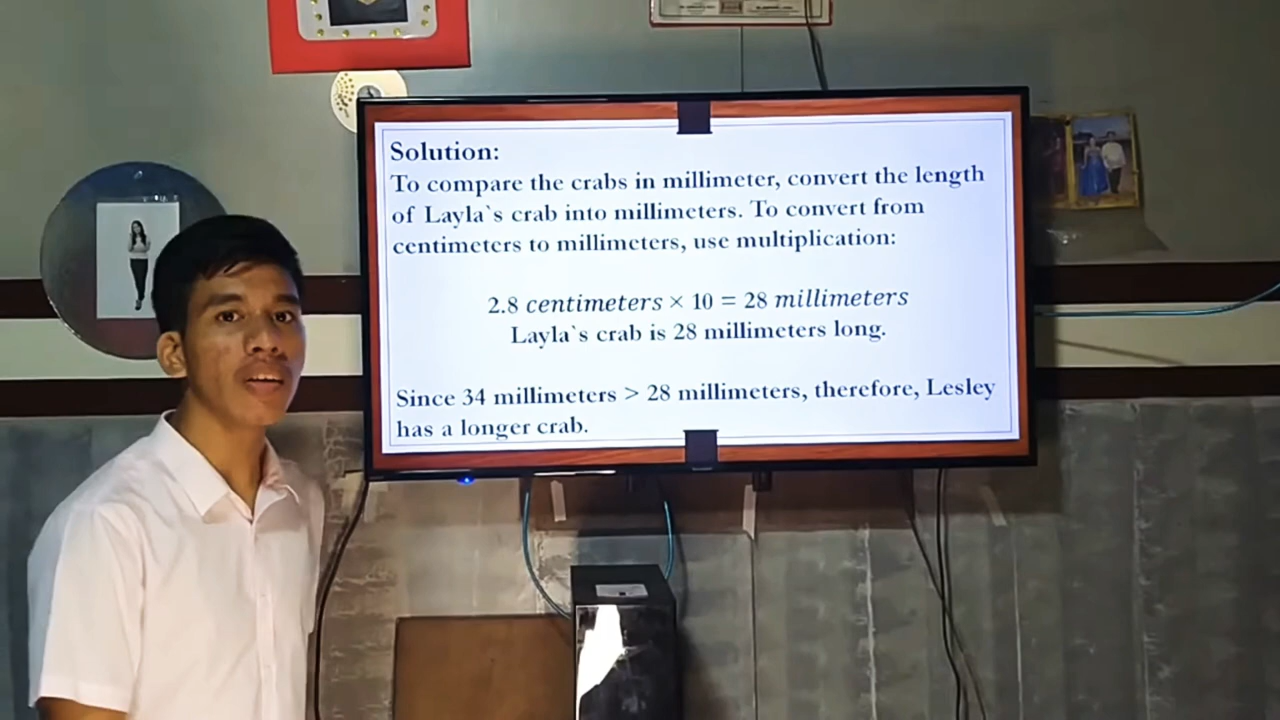 Solution:
To compare the crabs in millimeter, convert the length
of Layla`s crab into millimeters. To convert from
centimeters to millimeters, use multiplication:
2.8 centimeters × 10 = 28 millimeters
Layla`s crab is 28 millimeters long.
Since 34 millimeters > 28 millimeters, therefore, Lesley
has a longer crab.